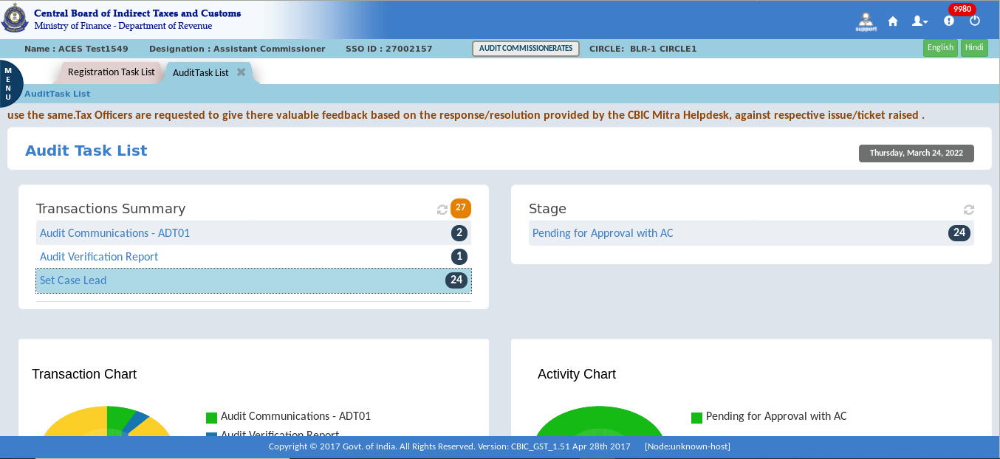 Central Board of Indirect Taxes and Customs
Ministry of Finance - Department of Revenue
support
9980
Name : ACES Test1549 Designation : Assistant Commissioner SSO ID : 27002157 AUDIT COMMISSIONERATES CIRCLE: BLR-1 CIRCLE1 English Hindi
MENU
Registration Task List AuditTask List
AuditTask List
use the same.Tax Officers are requested to give there valuable feedback based on the response/resolution provided by the CBIC Mitra Helpdesk, against respective issue/ticket raised .
Audit Task List
Thursday, March 24, 2022
Transactions Summary 27
Audit Communications - ADT01 2
Audit Verification Report 1
Set Case Lead 24
Stage
Pending for Approval with AC 24
Transaction Chart
Audit Communications - ADT01
Audit Verification Report
Activity Chart
Pending for Approval with AC
Copyright © 2017 Govt. of India. All Rights Reserved. Version: CBIC_GST_1.51 Apr 28th 2017 [Node:unknown-host]